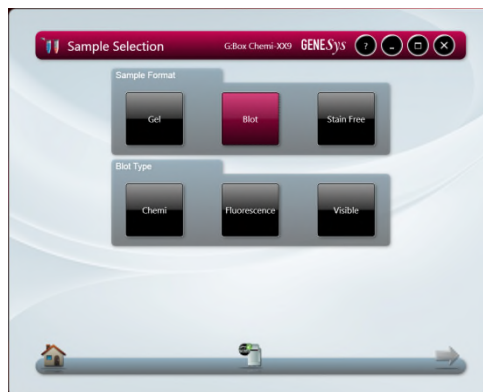 Sample Selection G:Box Chemi-XX9 GENESys ? - 
Sample Format
Gel Blot Stain Free
Blot Type
Chemi Fluorescence Visible